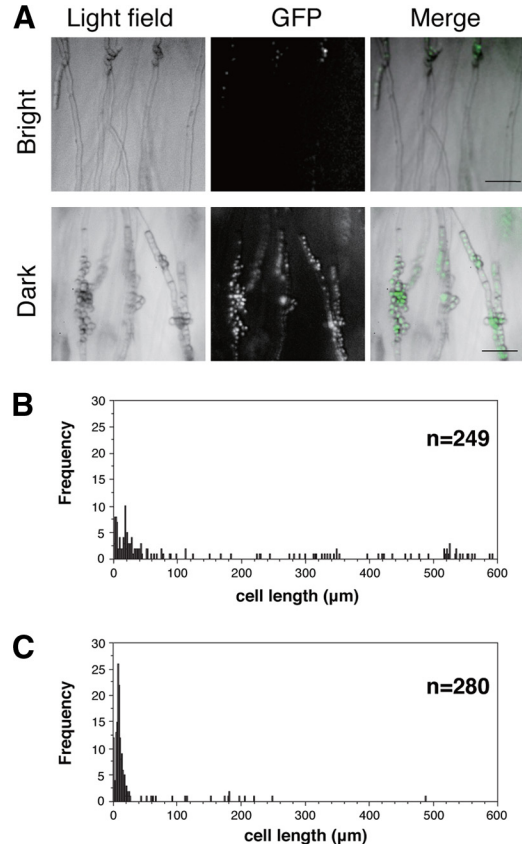 A
Light field GFP Merge
Bright
Dark
B
30
25
20
15
10
5
0
Frequency
n=249
0 100 200 300 400 500 600
cell length (µm)
C
30
25
20
15
10
5
0
Frequency
n=280
0 100 200 300 400 500 600
cell length (µm)